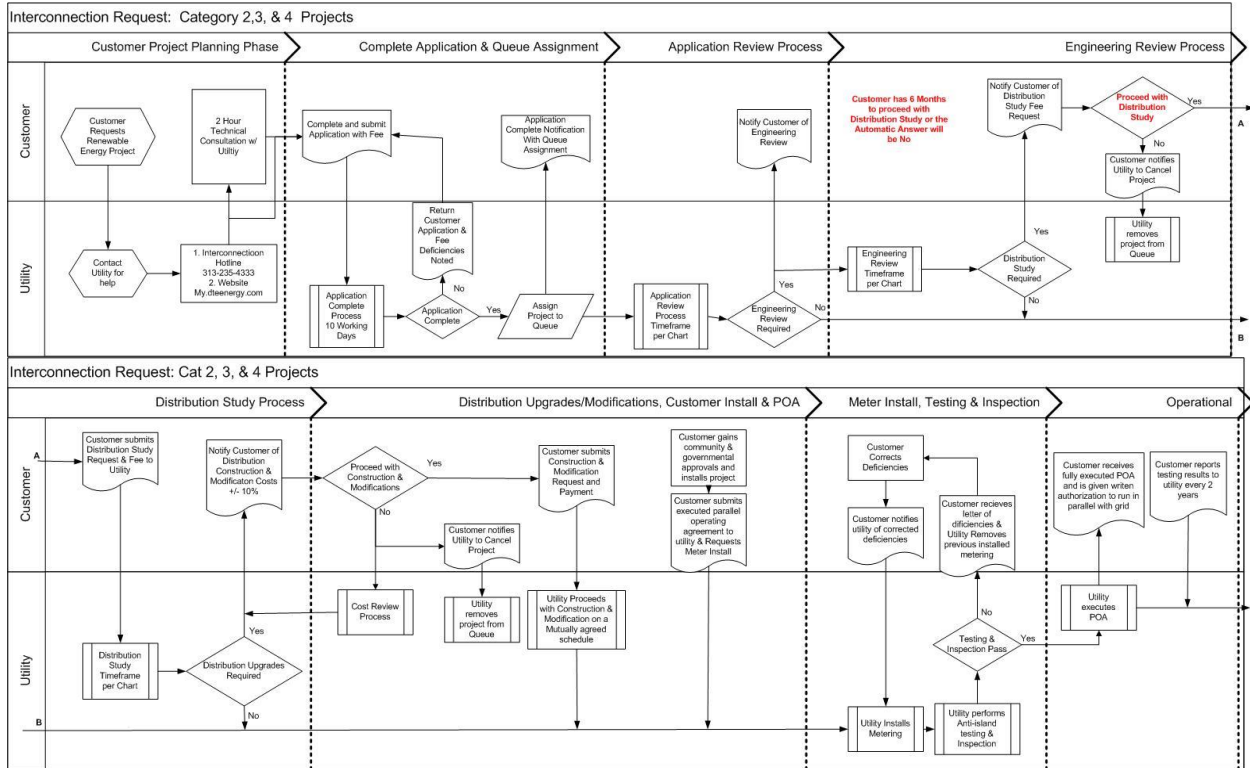 Interconnection Request: Category 2,3, & 4 Projects
Customer Project Planning Phase
Complete Application & Queue Assignment
Application Review Process
Engineering Review Process
Customer
Utility
Customer
Requests
Renewable
Energy Project
2 Hour
Technical
Consultation w/
Utiltiy
Contact
Utility for
help
1. Interconnectioon
Hotline
313-235-4333
2. Website
My.dteenergy.com
Complete and submit
Application with Fee
Return
Customer
Application &
Fee
Deficiencies
Noted
Application
Complete
Process
10 Working
Days
No
Application
Complete
Yes
Application
Complete Notification
With Queue
Assignment
Assign
Project to
Queue
Notify Customer of
Engineering
Review
Application
Review
Process
Timeframe
per Chart
Yes
Engineering
Review
Required
No
Customer has 6 Months
to proceed with
Distribution Study or the
Automatic Answer will
be No
Engineering
Review
Timeframe
per Chart
Notify Customer of
Distribution
Study Fee
Request
Yes
Distribution
Study
Required
No
Proceed with
Distribution
Study
Yes
A
No
Customer notifies
Utility to Cancel
Project
Utility
removes
project from
Queue
B
Interconnection Request: Cat 2, 3, & 4 Projects
Distribution Study Process
Distribution Upgrades/Modifications, Customer Install & POA
Meter Install, Testing & Inspection
Operational
Customer
Utility
A
Customer submits
Distribution Study
Request & Fee to
Utility
Notify Customer of
Distribution
Construction &
Modificaton Costs
+/- 10%
Distribution
Study
Timeframe
per Chart
Yes
Distribution Upgrades
Required
No
B
Proceed with
Construction &
Modifications
Yes
No
Cost Review
Process
Customer notifies
Utility to Cancel
Project
Utility
removes
project from
Queue
Customer submits
Construction &
Modification
Request and
Payment
Utility Proceeds
with Construction &
Modification on a
Mutually agreed
schedule
Customer gains
community &
governmental
approvals and
installs project
Customer submits
executed parallel
operating
agreement to
utility & Requests
Meter Install
Customer
Corrects
Deficiencies
Customer notifies
utility of corrected
deficiencies
Customer recieves
letter of
dificiencies &
Utility Removes
previous installed
metering
No
Testing &
Inspection Pass
Yes
Utility Installs
Metering
Utility performs
Anti-island
testing &
Inspection
Customer receives
fully executed POA
and is given writen
authorization to run in
parallel with grid
Customer reports
testing results to
utility every 2
years
Utility
executes
POA